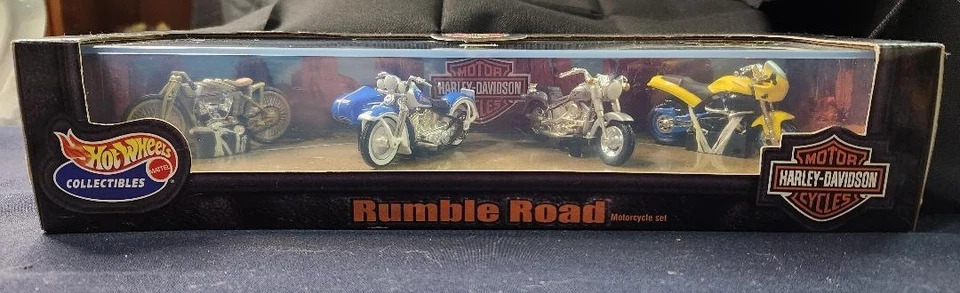 MOTOR
HARLEY-DAVIDSON
CYCLES
Hot Wheels
MATTEL
COLLECTIBLES
MOTOR
HARLEY-DAVIDSON
CYCLES
Rumble Road Motorcycle set